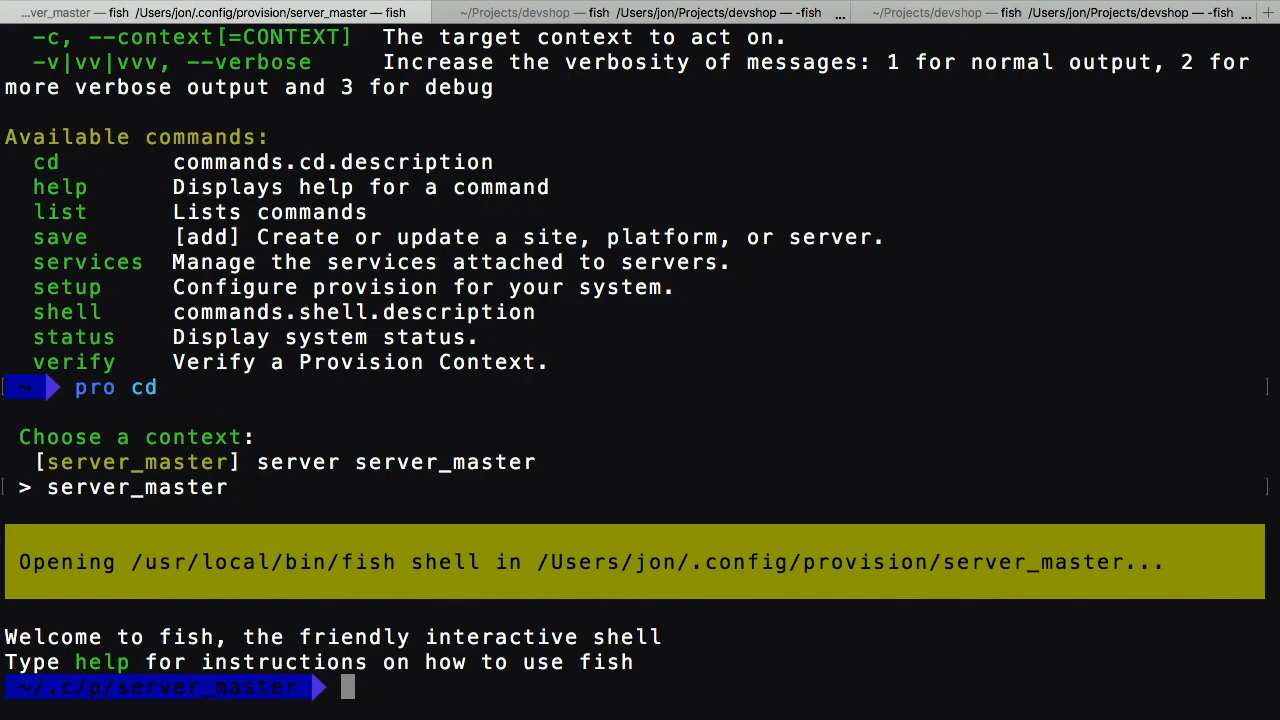 ...ver_master — fish  /Users/jon/.config/provision/server_master — fish
~/Projects/devshop — fish  /Users/jon/Projects/devshop — -fish ...
~/Projects/devshop — fish  /Users/jon/Projects/devshop — -fish ... +
-c, --context[=CONTEXT]  The target context to act on.
-v|vv|vvv, --verbose     Increase the verbosity of messages: 1 for normal output, 2 for
more verbose output and 3 for debug
Available commands:
cd        commands.cd.description
help      Displays help for a command
list      Lists commands
save      [add] Create or update a site, platform, or server.
services  Manage the services attached to servers.
setup     Configure provision for your system.
shell     commands.shell.description
status    Display system status.
verify    Verify a Provision Context.
[ ~ pro cd ]
Choose a context:
[server_master] server server_master
[ > server_master ]
Opening /usr/local/bin/fish shell in /Users/jon/.config/provision/server_master...
Welcome to fish, the friendly interactive shell
Type help for instructions on how to use fish
~/.c/p/server_master